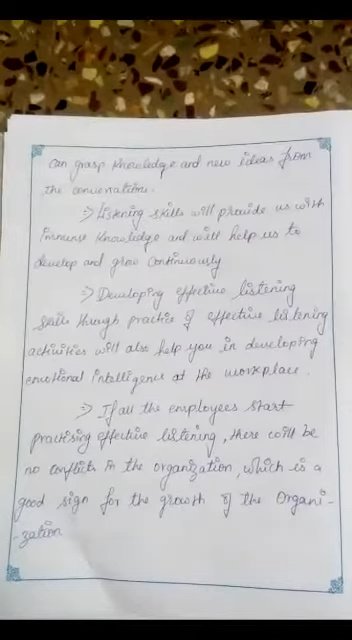 can grasp knowledge and new ideas from
the conversation.
⇒ Listening skills will provide us with
immense knowledge and will help us to
develop and grow continuously
⇒ Developing effective listening
skills through practice of effective listening
activities will also help you in developing
emotional intelligence at the workplace.
⇒ If all the employees start
practising effective listening, there will be
no conflicts in the organization, which is a
good sign for the growth of the Organi-
-zation